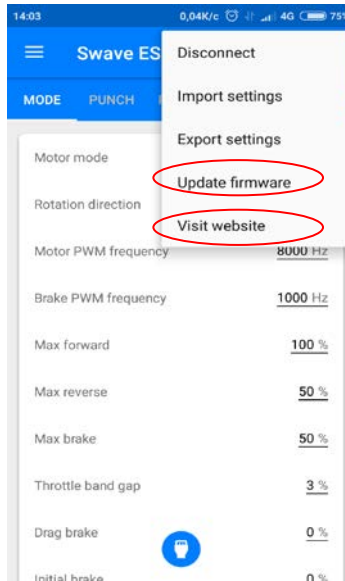 14:03 0,04K/c 4G 75%
Swave ES
Disconnect
Import settings
Export settings
Update firmware
Visit website
MODE PUNCH
Motor mode
Rotation direction
Motor PWM frequency 8000 Hz
Brake PWM frequency 1000 Hz
Max forward 100 %
Max reverse 50 %
Max brake 50 %
Throttle band gap 3 %
Drag brake 0 %
Initial brake 0 %